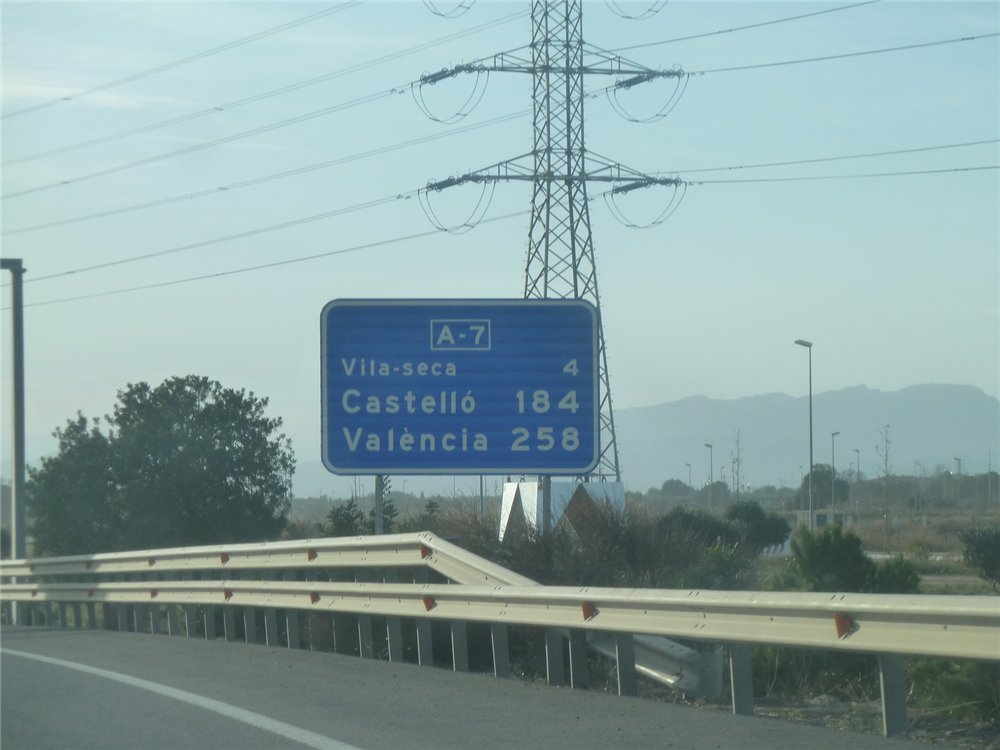 A-7
Vila-seca 4
Castelló 184
València 258